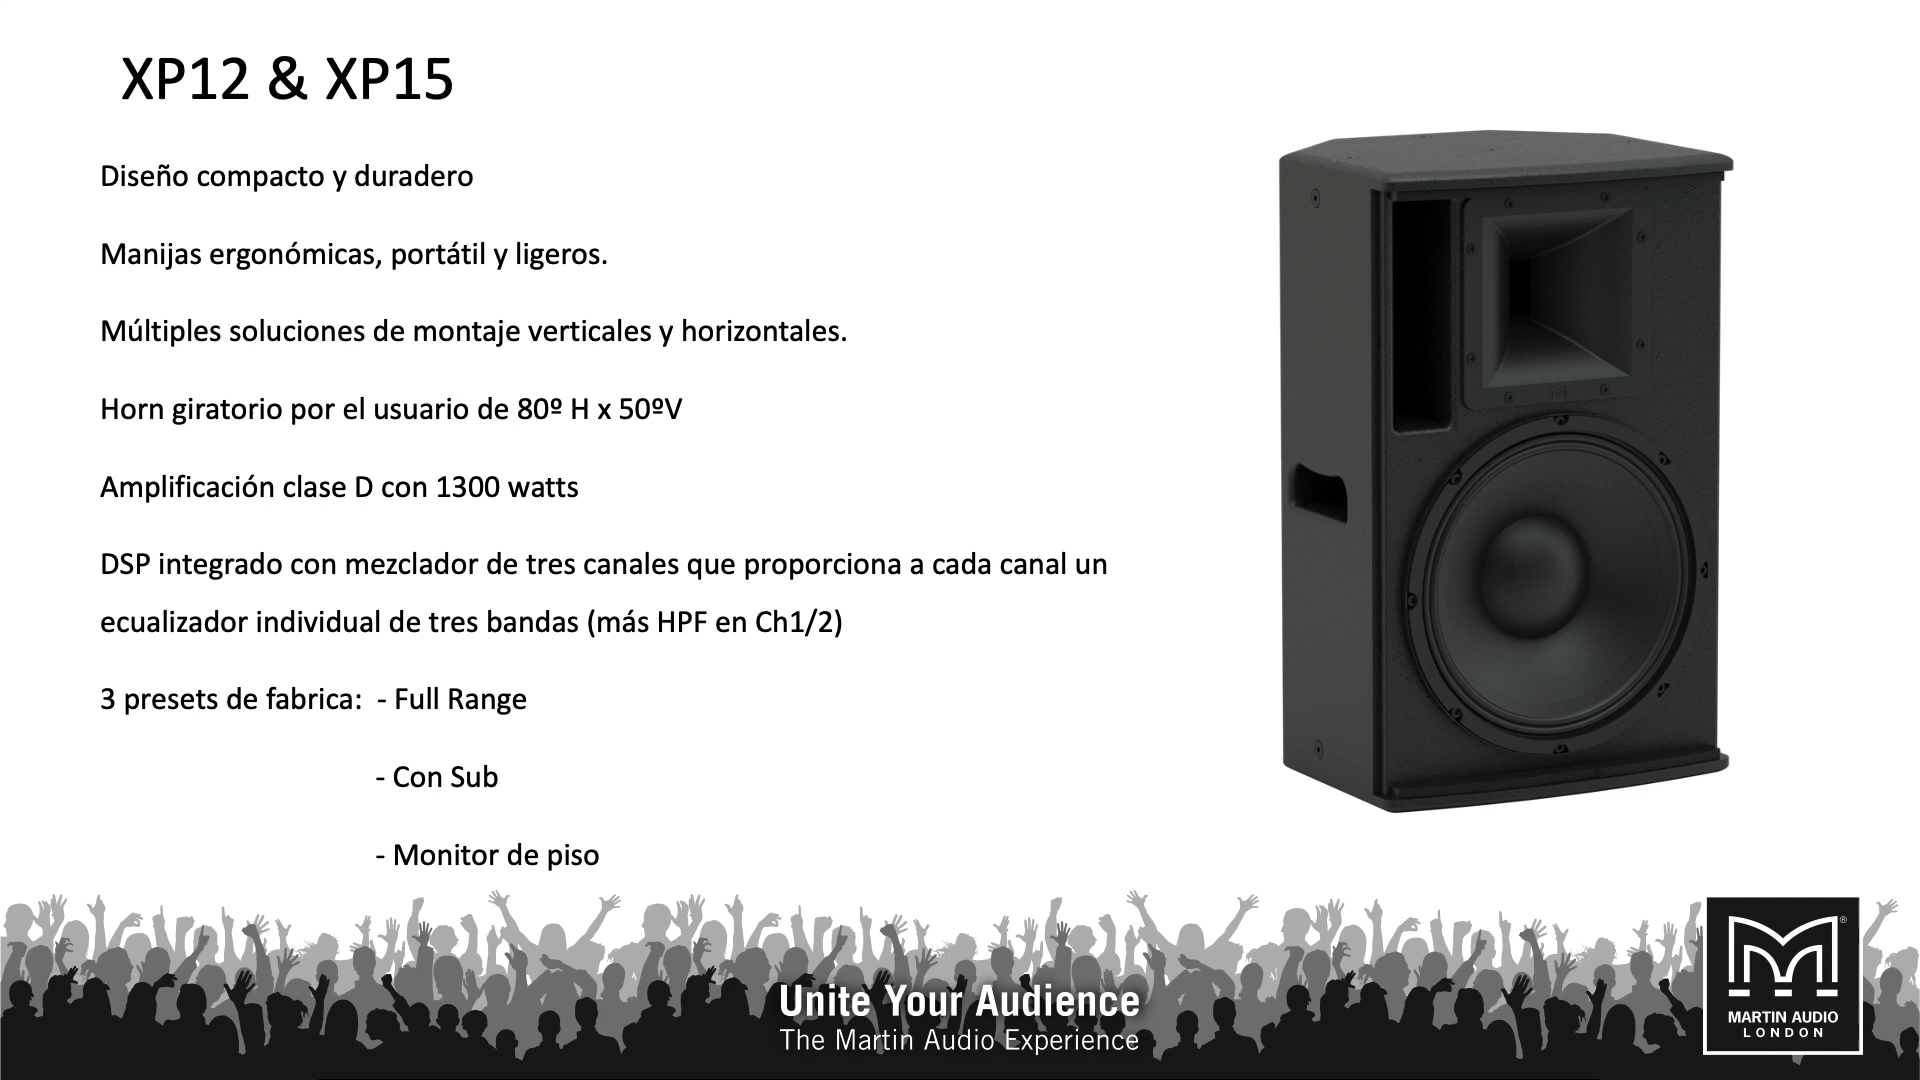 XP12 & XP15
Diseño compacto y duradero
Manijas ergonómicas, portátil y ligeros.
Múltiples soluciones de montaje verticales y horizontales.
Horn giratorio por el usuario de 80º H x 50ºV
Amplificación clase D con 1300 watts
DSP integrado con mezclador de tres canales que proporciona a cada canal un
ecualizador individual de tres bandas (más HPF en Ch1/2)
3 presets de fabrica:  - Full Range
- Con Sub
- Monitor de piso
Unite Your Audience
The Martin Audio Experience
®
MARTIN AUDIO
LONDON